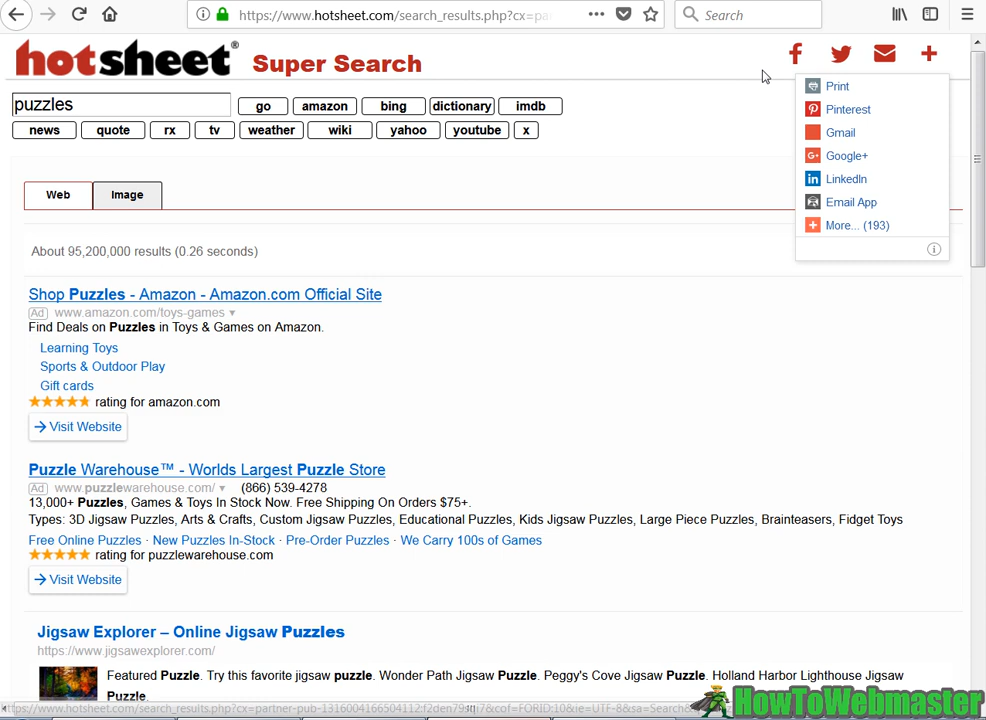 https://www.hotsheet.com/search_results.php?cx=pa
Search
hotsheet® Super Search
Print
Pinterest
Gmail
Google+
LinkedIn
Email App
More... (193)
puzzles
go amazon bing dictionary imdb
news quote rx tv weather wiki yahoo youtube x
Web Image
About 95,200,000 results (0.26 seconds)
Shop Puzzles - Amazon - Amazon.com Official Site
Ad www.amazon.com/toys-games
Find Deals on Puzzles in Toys & Games on Amazon.
Learning Toys
Sports & Outdoor Play
Gift cards
rating for amazon.com
Visit Website
Puzzle Warehouse™ - Worlds Largest Puzzle Store
Ad www.puzzlewarehouse.com/ (866) 539-4278
13,000+ Puzzles, Games & Toys In Stock Now. Free Shipping On Orders $75+.
Types: 3D Jigsaw Puzzles, Arts & Crafts, Custom Jigsaw Puzzles, Educational Puzzles, Kids Jigsaw Puzzles, Large Piece Puzzles, Brainteasers, Fidget Toys
Free Online Puzzles · New Puzzles In-Stock · Pre-Order Puzzles · We Carry 100s of Games
rating for puzzlewarehouse.com
Visit Website
Jigsaw Explorer – Online Jigsaw Puzzles
https://www.jigsawexplorer.com/
Featured Puzzle. Try this favorite jigsaw puzzle. Wonder Path Jigsaw Puzzle. Peggy's Cove Jigsaw Puzzle. Holland Harbor Lighthouse Jigsaw
Puzzle.
HowToWebmaster